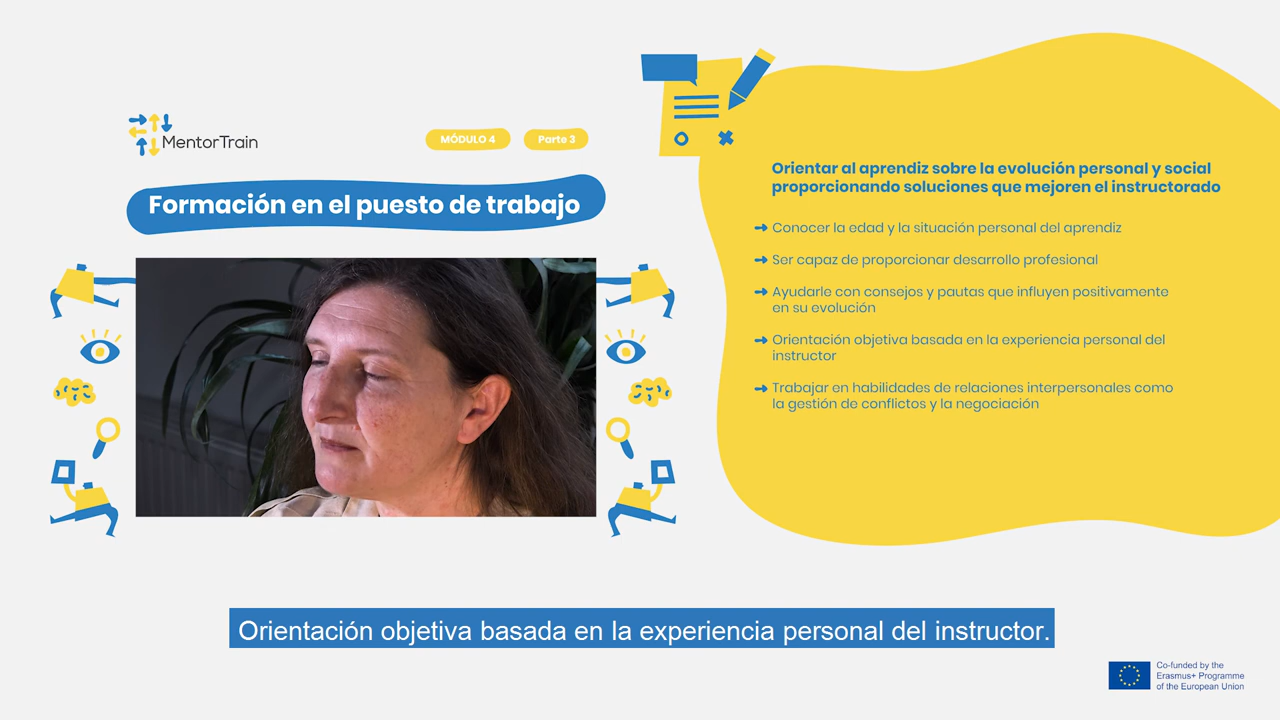 MentorTrain
MÓDULO 4
Parte 3
Formación en el puesto de trabajo
Orientar al aprendiz sobre la evolución personal y social
proporcionando soluciones que mejoren el instructorado
Conocer la edad y la situación personal del aprendiz
Ser capaz de proporcionar desarrollo profesional
Ayudarle con consejos y pautas que influyen positivamente
en su evolución
Orientación objetiva basada en la experiencia personal del
instructor
Trabajar en habilidades de relaciones interpersonales como
la gestión de conflictos y la negociación
Orientación objetiva basada en la experiencia personal del instructor.
Co-funded by the
Erasmus+ Programme
of the European Union